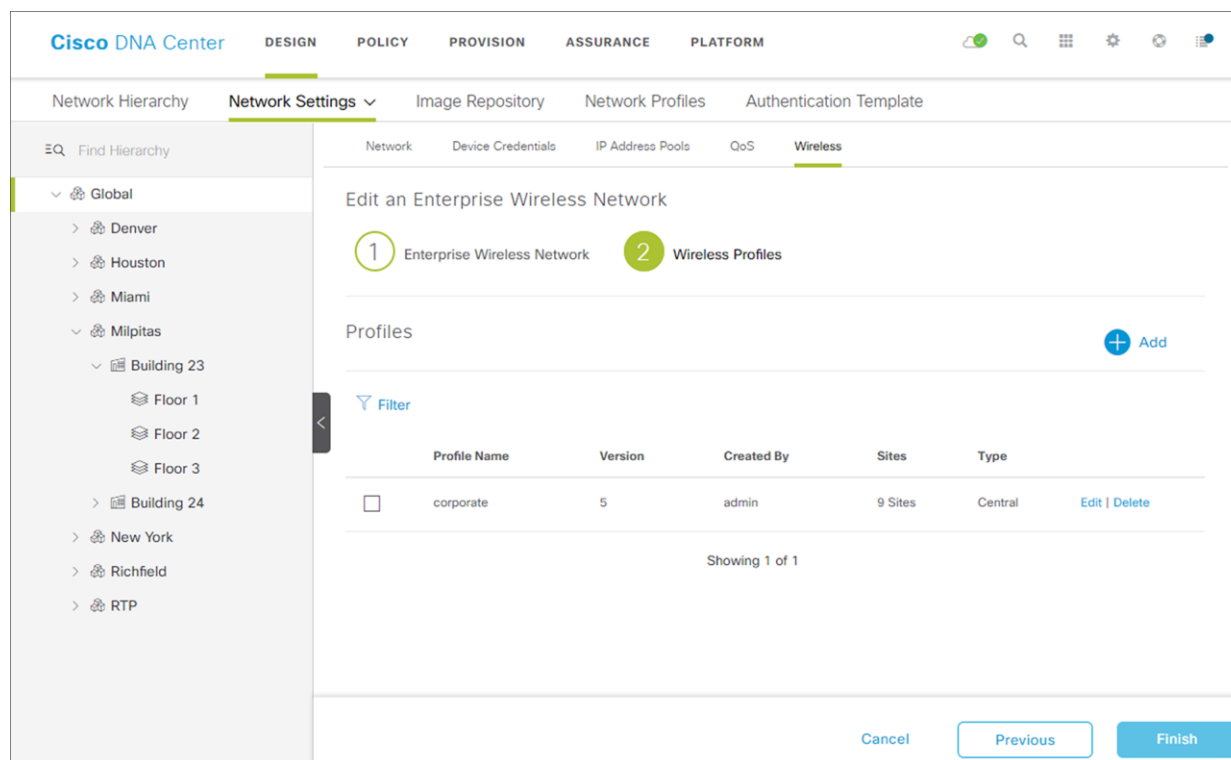 Cisco DNA Center DESIGN POLICY PROVISION ASSURANCE PLATFORM
Network Hierarchy Network Settings Image Repository Network Profiles Authentication Template
Find Hierarchy
Global
Denver
Houston
Miami
Milpitas
Building 23
Floor 1
Floor 2
Floor 3
Building 24
New York
Richfield
RTP
Network Device Credentials IP Address Pools QoS Wireless
Edit an Enterprise Wireless Network
1 Enterprise Wireless Network 2 Wireless Profiles
Profiles
Add
Filter
Profile Name Version Created By Sites Type
corporate 5 admin 9 Sites Central Edit | Delete
Showing 1 of 1
Cancel Previous Finish